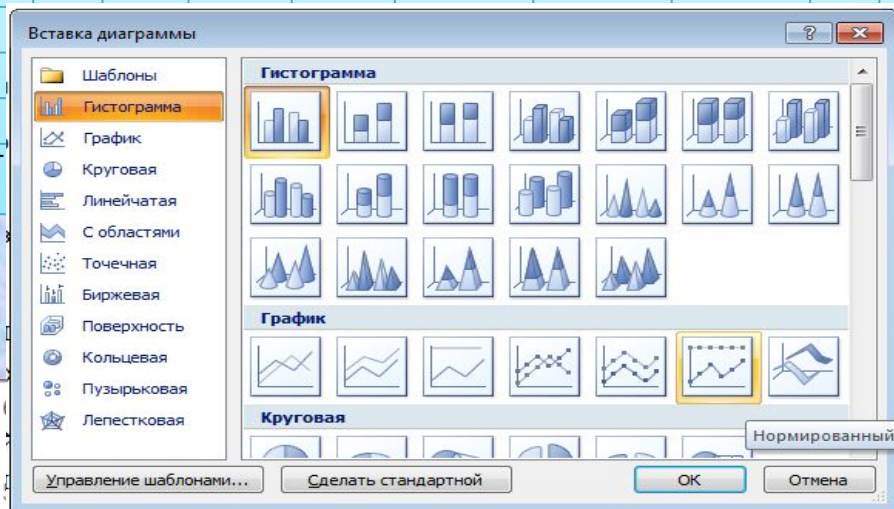 Вставка диаграммы
Шаблоны
Гистограмма
График
Круговая
Линейчатая
С областями
Точечная
Биржевая
Поверхность
Кольцевая
Пузырьковая
Лепестковая
Гистограмма
График
Круговая
Нормированный
Управление шаблонами...
Сделать стандартной
ОК
Отмена